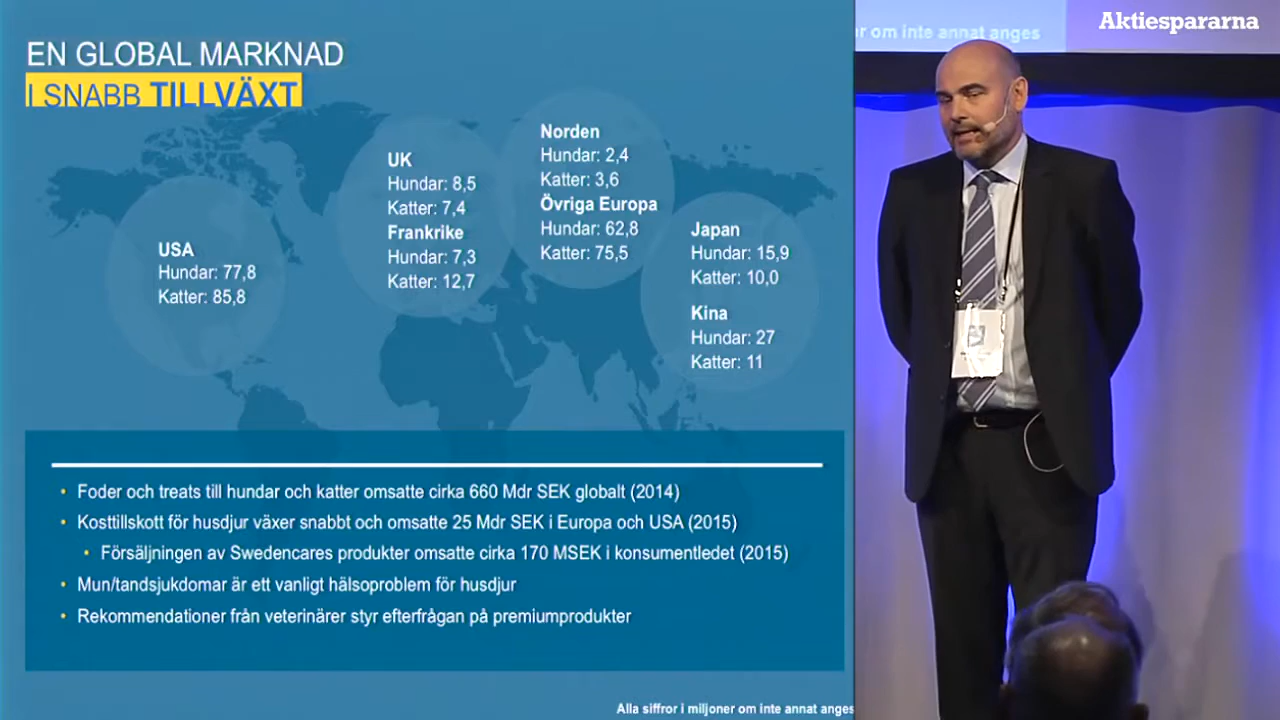 EN GLOBAL MARKNAD
I SNABB TILLVÄXT
USA
Hundar: 77,8
Katter: 85,8
UK
Hundar: 8,5
Katter: 7,4
Frankrike
Hundar: 7,3
Katter: 12,7
Norden
Hundar: 2,4
Katter: 3,6
Övriga Europa
Hundar: 62,8
Katter: 75,5
Japan
Hundar: 15,9
Katter: 10,0
Kina
Hundar: 27
Katter: 11
• Foder och treats till hundar och katter omsatte cirka 660 Mdr SEK globalt (2014)
• Kosttillskott för husdjur växer snabbt och omsatte 25 Mdr SEK i Europa och USA (2015)
• Försäljningen av Swedencares produkter omsatte cirka 170 MSEK i konsumentledet (2015)
• Mun/tandsjukdomar är ett vanligt hälsoproblem för husdjur
• Rekommendationer från veterinärer styr efterfrågan på premiumprodukter
Alla siffror i miljoner om inte annat anges
r om inte annat anges
Aktiespararna